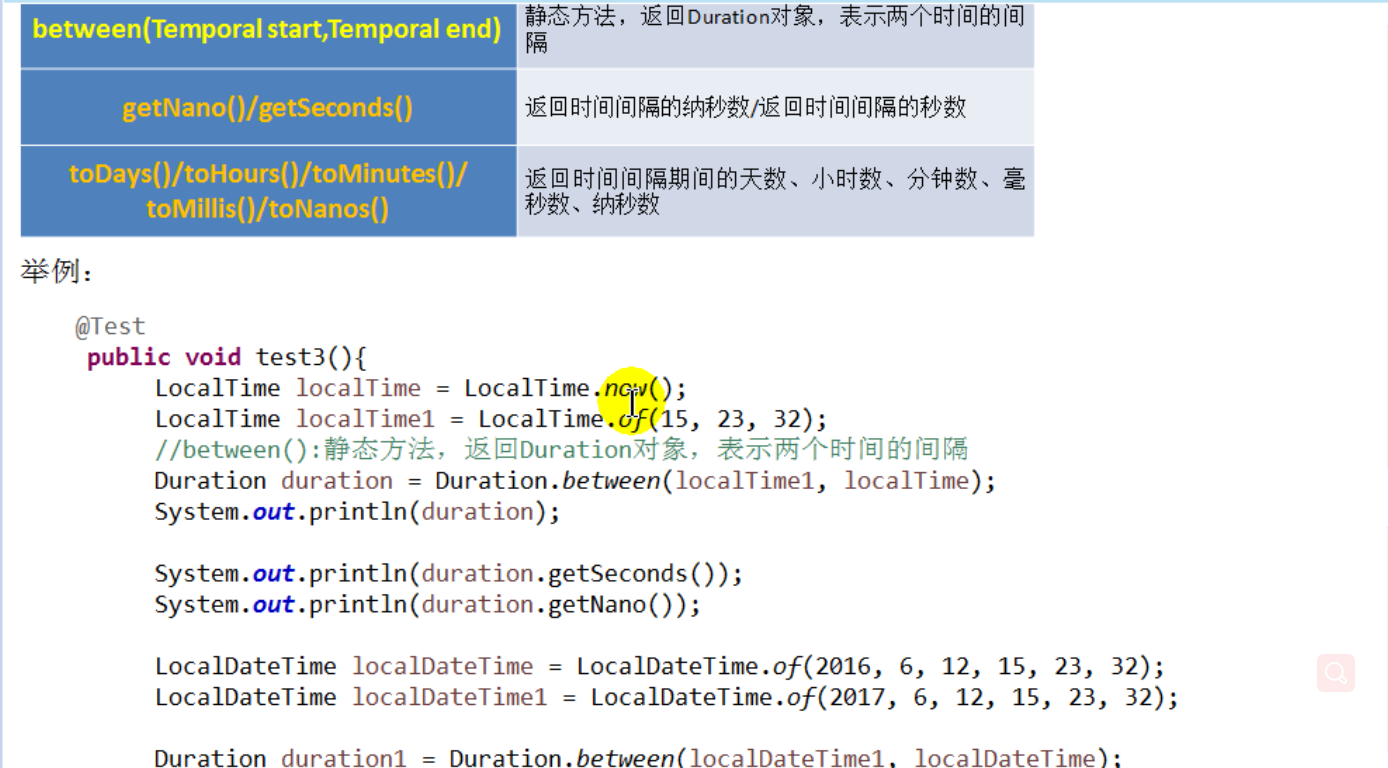 between(Temporal start,Temporal end)
静态方法，返回Duration对象，表示两个时间的间
隔
getNano()/getSeconds()
返回时间间隔的纳秒数/返回时间间隔的秒数
toDays()/toHours()/toMinutes()/
toMillis()/toNanos()
返回时间间隔期间的天数、小时数、分钟数、毫
秒数、纳秒数
举例：
@Test
public void test3(){
LocalTime localTime = LocalTime.now();
LocalTime localTime1 = LocalTime.of(15, 23, 32);
//between():静态方法，返回Duration对象，表示两个时间的间隔
Duration duration = Duration.between(localTime1, localTime);
System.out.println(duration);
System.out.println(duration.getSeconds());
System.out.println(duration.getNano());
LocalDateTime localDateTime = LocalDateTime.of(2016, 6, 12, 15, 23, 32);
LocalDateTime localDateTime1 = LocalDateTime.of(2017, 6, 12, 15, 23, 32);
Duration duration1 = Duration.between(localDateTime1, localDateTime);